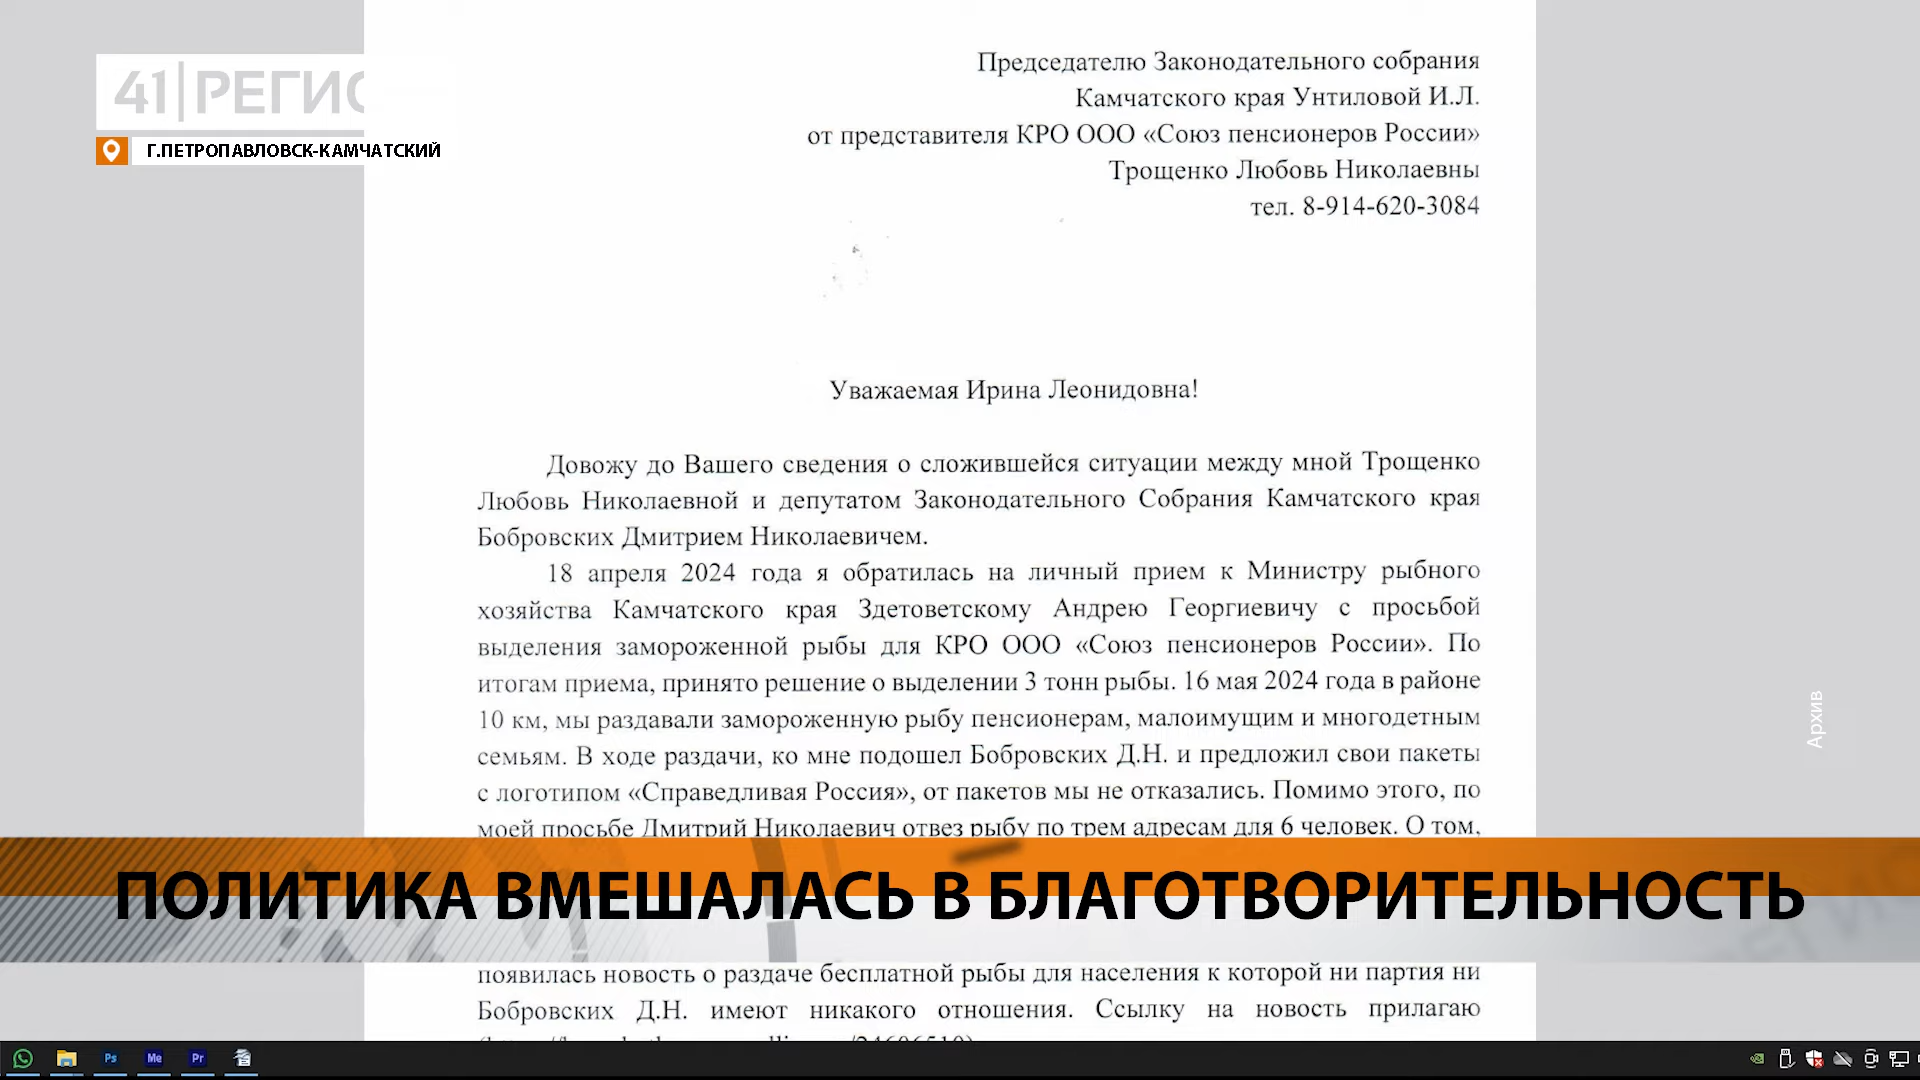 41|РЕГИО
Г.ПЕТРОПАВЛОВСК-КАМЧАТСКИЙ
Председателю Законодательного собрания
Камчатского края Унтиловой И.Л.
от представителя КРО ООО «Союз пенсионеров России»
Трощенко Любовь Николаевны
тел. 8-914-620-3084
Уважаемая Ирина Леонидовна!
Довожу до Вашего сведения о сложившейся ситуации между мной Трощенко
Любовь Николаевной и депутатом Законодательного Собрания Камчатского края
Бобровских Дмитрием Николаевичем.
18 апреля 2024 года я обратилась на личный прием к Министру рыбного
хозяйства Камчатского края Здетоветскому Андрею Георгиевичу с просьбой
выделения замороженной рыбы для КРО ООО «Союз пенсионеров России». По
итогам приема, принято решение о выделении 3 тонн рыбы. 16 мая 2024 года в районе
10 км, мы раздавали замороженную рыбу пенсионерам, малоимущим и многодетным
семьям. В ходе раздачи, ко мне подошел Бобровских Д.Н. и предложил свои пакеты
с логотипом «Справедливая Россия», от пакетов мы не отказались. Помимо этого, по
моей просьбе Дмитрий Николаевич отвез рыбу по трем адресам для 6 человек. О том,
Архив
ПОЛИТИКА ВМЕШАЛАСЬ В БЛАГОТВОРИТЕЛЬНОСТЬ
появилась новость о раздаче бесплатной рыбы для населения к которой ни партия ни
Бобровских Д.Н. имеют никакого отношения. Ссылку на новость прилагаю
Ps Me Pr